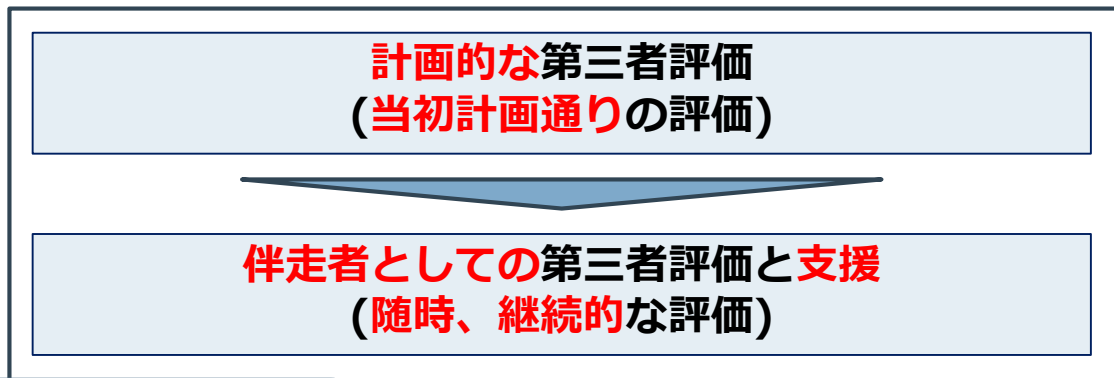 計画的な第三者評価
(当初計画通りの評価)
伴走者としての第三者評価と支援
(随時、継続的な評価)